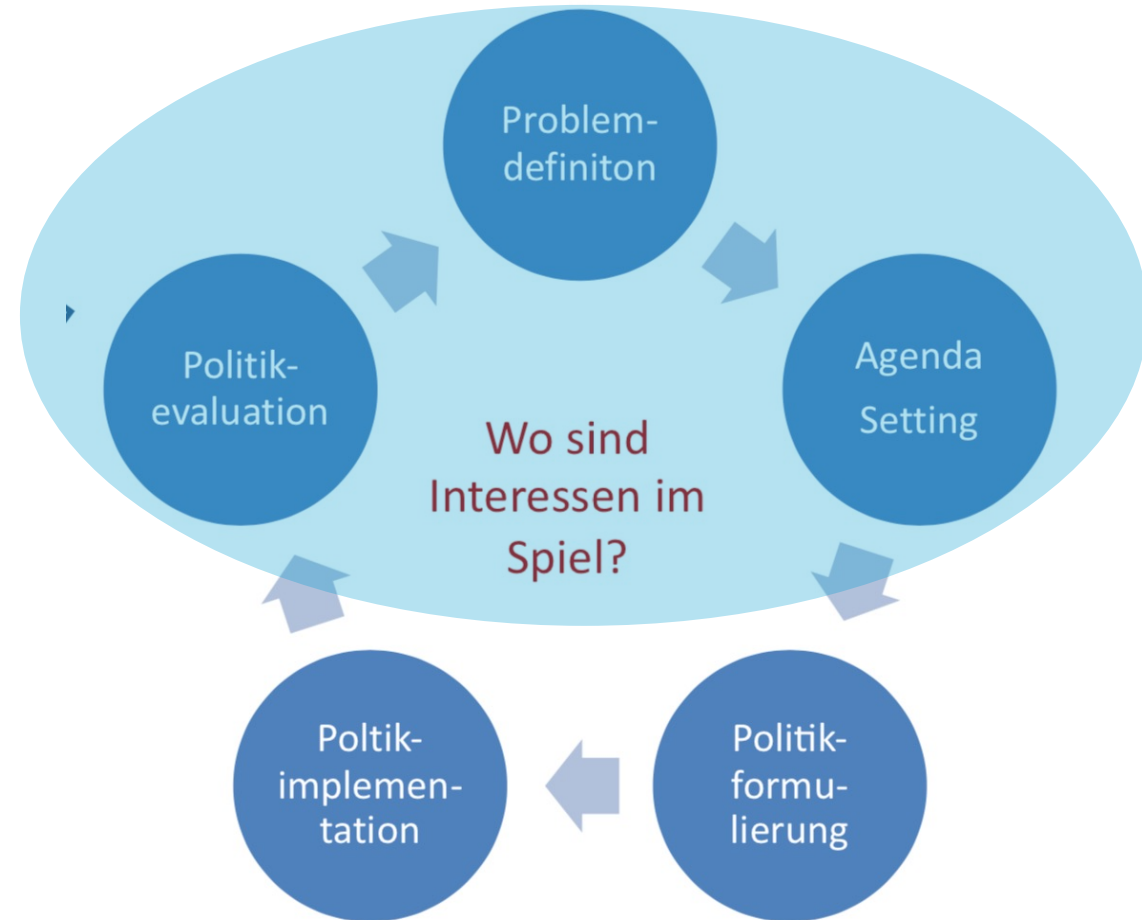 Problem-
definiton
Agenda
Setting
Politik-
formu-
lierung
Poltik-
implemen-
tation
Politik-
evaluation
Wo sind
Interessen im
Spiel?